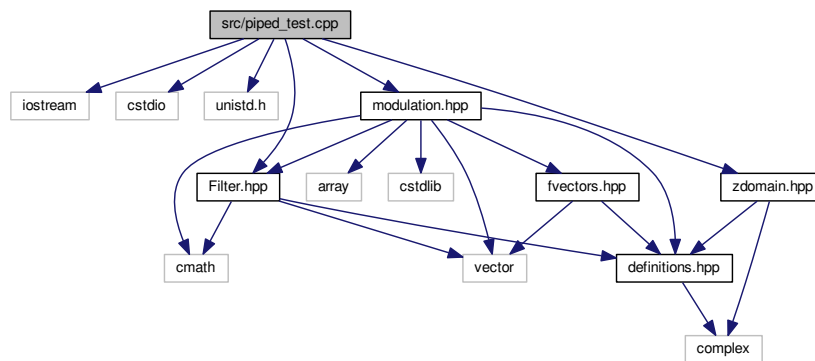 src/piped_test.cpp
iostream
cstdio
unistd.h
modulation.hpp
Filter.hpp
array
cstdlib
fvectors.hpp
zdomain.hpp
cmath
vector
definitions.hpp
complex